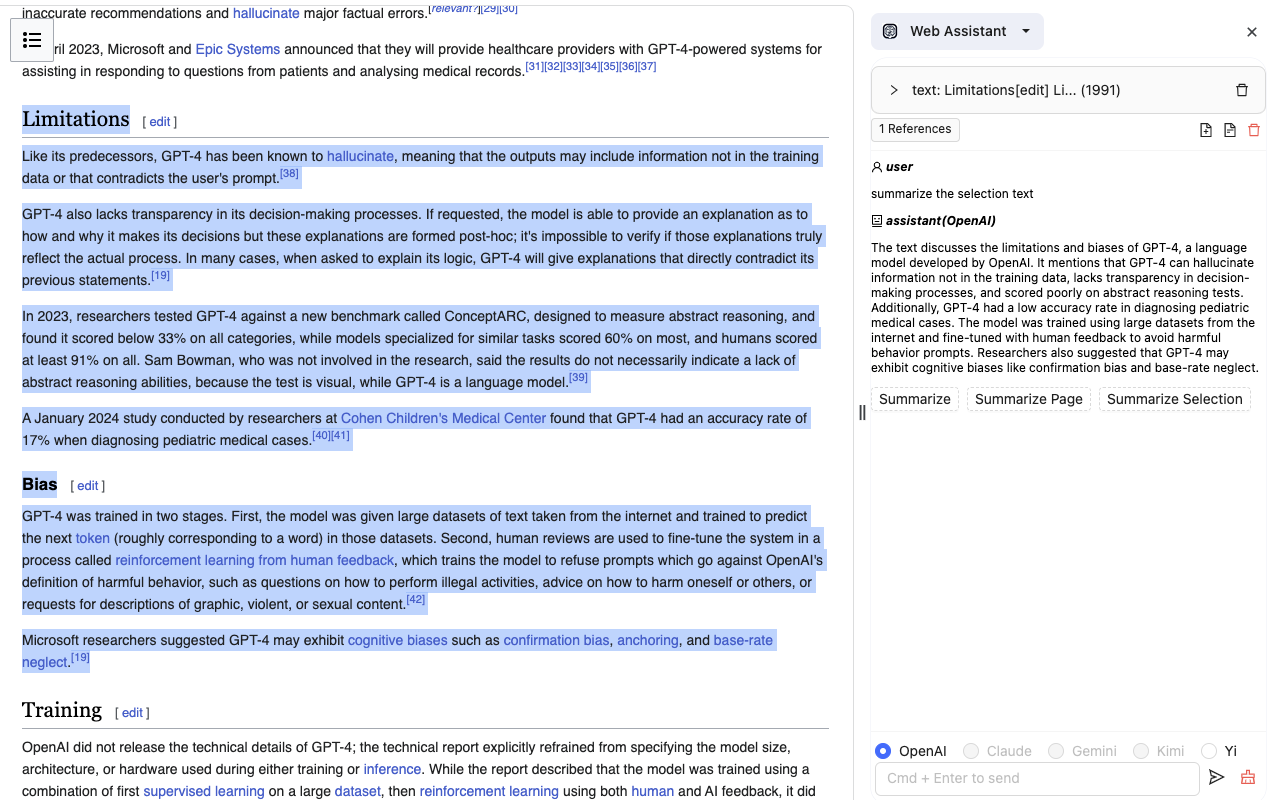 inaccurate recommendations and hallucinate major factual errors.[relevant?][29][30]
ril 2023, Microsoft and Epic Systems announced that they will provide healthcare providers with GPT-4-powered systems for
assisting in responding to questions from patients and analysing medical records.[31][32][33][34][35][36][37]
Limitations [ edit ]
Like its predecessors, GPT-4 has been known to hallucinate, meaning that the outputs may include information not in the training
data or that contradicts the user's prompt.[38]
GPT-4 also lacks transparency in its decision-making processes. If requested, the model is able to provide an explanation as to
how and why it makes its decisions but these explanations are formed post-hoc; it's impossible to verify if those explanations truly
reflect the actual process. In many cases, when asked to explain its logic, GPT-4 will give explanations that directly contradict its
previous statements.[19]
In 2023, researchers tested GPT-4 against a new benchmark called ConceptARC, designed to measure abstract reasoning, and
found it scored below 33% on all categories, while models specialized for similar tasks scored 60% on most, and humans scored
at least 91% on all. Sam Bowman, who was not involved in the research, said the results do not necessarily indicate a lack of
abstract reasoning abilities, because the test is visual, while GPT-4 is a language model.[39]
A January 2024 study conducted by researchers at Cohen Children's Medical Center found that GPT-4 had an accuracy rate of
17% when diagnosing pediatric medical cases.[40][41]
Bias [ edit ]
GPT-4 was trained in two stages. First, the model was given large datasets of text taken from the internet and trained to predict
the next token (roughly corresponding to a word) in those datasets. Second, human reviews are used to fine-tune the system in a
process called reinforcement learning from human feedback, which trains the model to refuse prompts which go against OpenAI's
definition of harmful behavior, such as questions on how to perform illegal activities, advice on how to harm oneself or others, or
requests for descriptions of graphic, violent, or sexual content.[42]
Microsoft researchers suggested GPT-4 may exhibit cognitive biases such as confirmation bias, anchoring, and base-rate
neglect.[19]
Training [ edit ]
OpenAI did not release the technical details of GPT-4; the technical report explicitly refrained from specifying the model size,
architecture, or hardware used during either training or inference. While the report described that the model was trained using a
combination of first supervised learning on a large dataset, then reinforcement learning using both human and AI feedback, it did
Web Assistant
text: Limitations[edit] Li... (1991)
1 References
user
summarize the selection text
assistant(OpenAI)
The text discusses the limitations and biases of GPT-4, a language
model developed by OpenAI. It mentions that GPT-4 can hallucinate
information not in the training data, lacks transparency in decision-
making processes, and scored poorly on abstract reasoning tests.
Additionally, GPT-4 had a low accuracy rate in diagnosing pediatric
medical cases. The model was trained using large datasets from the
internet and fine-tuned with human feedback to avoid harmful
behavior prompts. Researchers also suggested that GPT-4 may
exhibit cognitive biases like confirmation bias and base-rate neglect.
Summarize Summarize Page Summarize Selection
OpenAI Claude Gemini Kimi Yi
Cmd + Enter to send